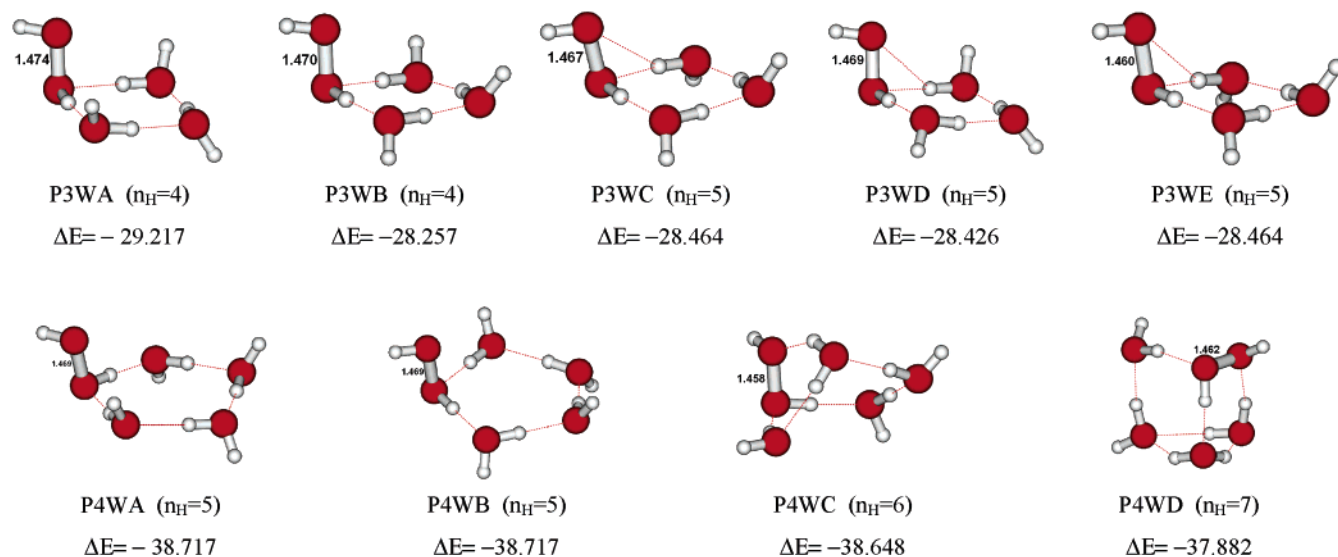 1.474
1.470
1.467
1.469
1.460
P3WA (nH=4)
P3WB (nH=4)
P3WC (nH=5)
P3WD (nH=5)
P3WE (nH=5)
ΔE= − 29.217
ΔE= −28.257
ΔE= −28.464
ΔE= −28.426
ΔE= −28.464
1.469
1.469
1.458
1.462
P4WA (nH=5)
P4WB (nH=5)
P4WC (nH=6)
P4WD (nH=7)
ΔE= − 38.717
ΔE= −38.717
ΔE= −38.648
ΔE= −37.882